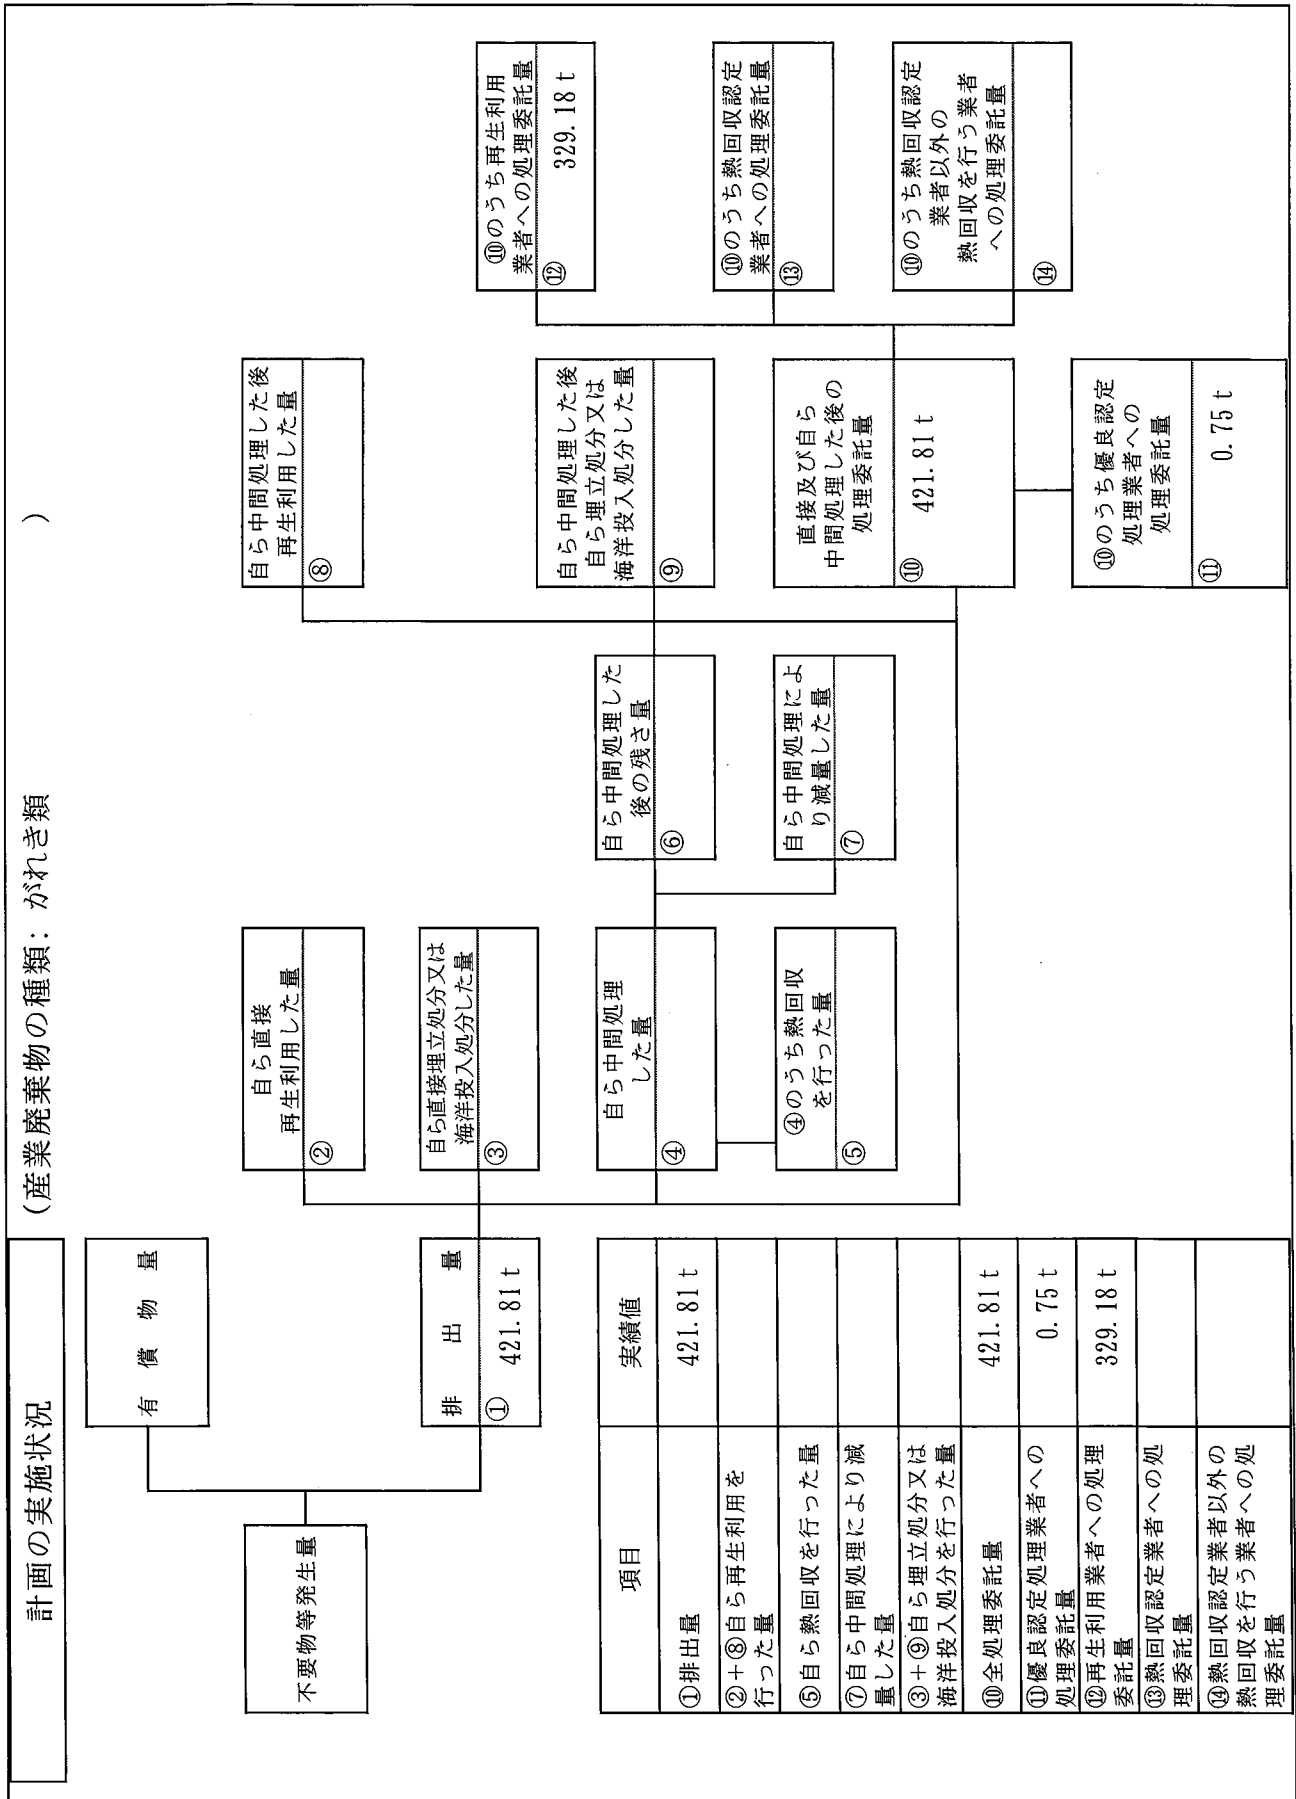 計画の実施状況
(産業廃棄物の種類：がれき類 )
不要物等発生量
有償物量
排出量
① 421.81t
自ら直接
再生利用した量
②
自ら直接埋立処分又は
海洋投入処分した量
③
自ら中間処理
した量
④
④のうち熱回収
を行った量
⑤
自ら中間処理した
後の残さ量
⑥
自ら中間処理によ
り減量した量
⑦
自ら中間処理した後
再生利用した量
⑧
自ら中間処理した後
自ら埋立処分又は
海洋投入処分した量
⑨
直接及び自ら
中間処理した後の
処理委託量
⑩ 421.81t
⑩のうち優良認定
処理業者への
処理委託量
⑪ 0.75t
⑩のうち再生利用
業者への処理委託量
⑫ 329.18t
⑩のうち熱回収認定
業者への処理委託量
⑬
⑩のうち熱回収認定
業者以外の
熱回収を行う業者
への処理委託量
⑭
項目 実績値
①排出量 421.81t
②+⑧自ら再生利用を
行った量
⑤自ら熱回収を行った量
⑦自ら中間処理により減
量した量
③+⑨自ら埋立処分又は
海洋投入処分を行った量
⑩全処理委託量 421.81t
⑪優良認定処理業者への
処理委託量 0.75t
⑫再生利用業者への処理
委託量 329.18t
⑬熱回収認定業者への処
理委託量
⑭熱回収認定業者以外の
熱回収を行う業者への処
理委託量